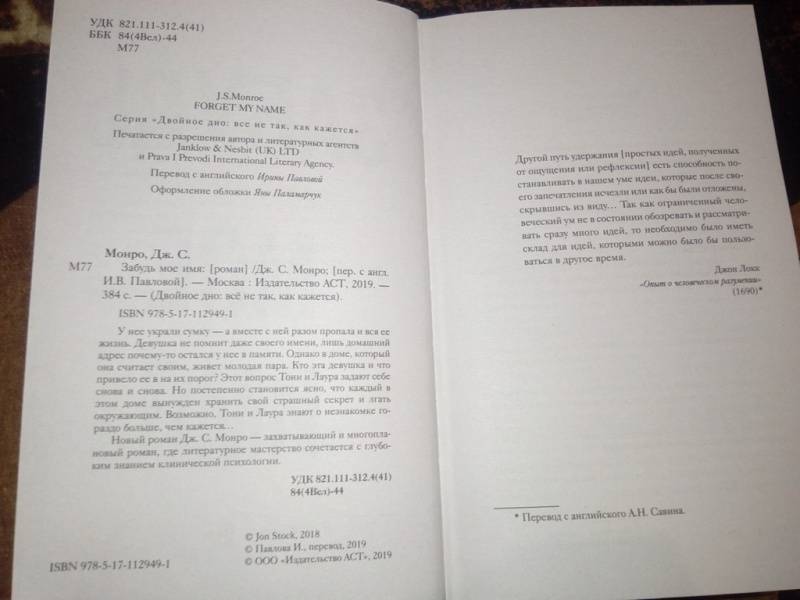 УДК 821.111-312.4(41)
ББК 84(4Вел)-44
М77
J.S.Monroe
FORGET MY NAME
Серия «Двойное дно: все не так, как кажется»
Печатается с разрешения автора и литературных агентств
Janklow & Nesbit (UK) LTD
и Prava I Prevodi International Literary Agency.
Перевод с английского Ирины Павловой
Оформление обложки Яны Паламарчук
Монро, Дж. С.
М77 Забудь мое имя: [роман] /Дж. С. Монро; [пер. с англ.
И.В. Павловой]. — Москва : Издательство АСТ, 2019. —
384 с. — (Двойное дно: всё не так, как кажется).
ISBN 978-5-17-112949-1
У нее украли сумку — а вместе с ней разом пропала и вся ее
жизнь. Девушка не помнит даже своего имени, лишь домашний
адрес почему-то остался у нее в памяти. Однако в доме, который
она считает своим, живет молодая пара. Кто эта девушка и что
привело ее в на их порог? Этот вопрос Тони и Лаура задают себе
снова и снова. Но постепенно становится ясно, что каждый в
этом доме вынужден хранить свой страшный секрет и лгать
окружающим. Возможно, Тони и Лаура знают о незнакомке го-
раздо больше, чем кажется...
Новый роман Дж. С. Монро — захватывающий и многопла-
новый роман, где литературное мастерство сочетается с глубо-
ким знанием клинической психологии.
УДК 821.111-312.4(41)
84(4Вел)-44
© Jon Stock, 2018
© Павлова И., перевод, 2019
ISBN 978-5-17-112949-1 © ООО «Издательство АСТ», 2019
Другой путь удержания [простых идей, полученных
от ощущения или рефлексии] есть способность по-
станавливать в нашем уме идеи, которые после сво-
его запечатления исчезли или как бы были отложены,
скрывшись из виду... Так как ограниченный чело-
веческий ум не в состоянии обозревать и рассматри-
вать сразу много идей, то необходимо было иметь
склад для идей, которыми можно было бы пользо-
ваться в другое время.
Джон Локк
«Опыт о человеческом разумении»
(1690)*
* Перевод с английского А.Н. Савина.